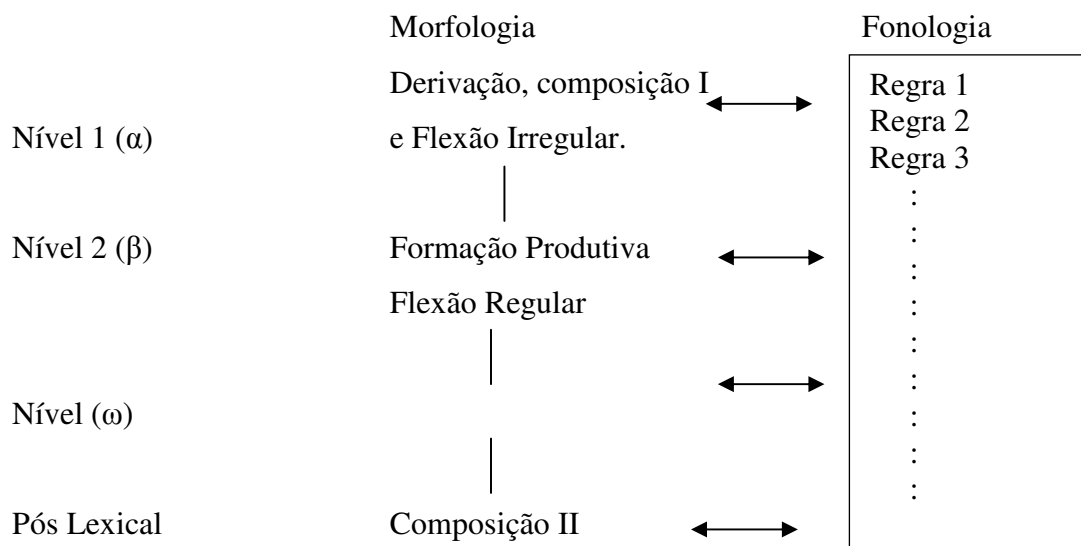 Morfologia Fonologia
Derivação, composição I Regra 1
Regra 2
Nível 1 (α) e Flexão Irregular.
Regra 3
:
:
Nível 2 (β) Formação Produtiva
:
Flexão Regular :
:
:
Nível (ω) :
:
:
Pós Lexical Composição II